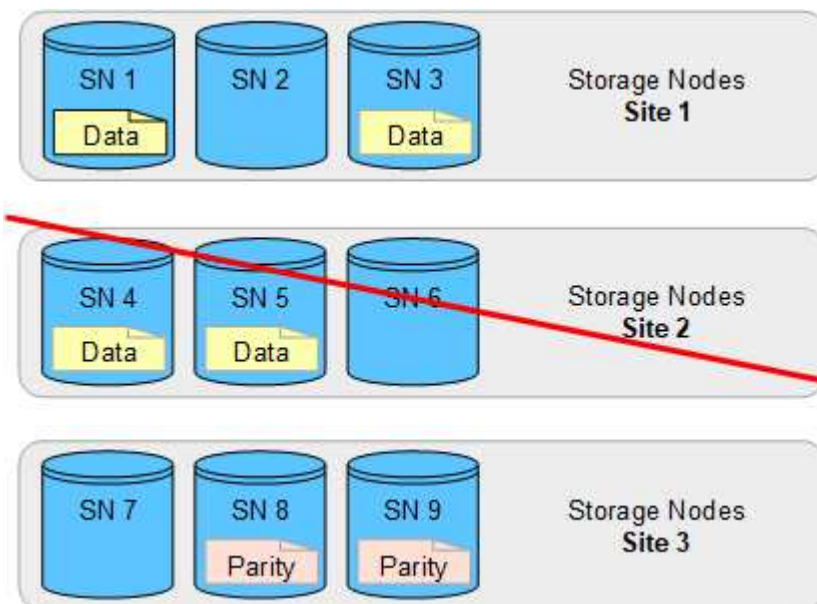 SN 1
SN 2
SN 3
Storage Nodes
Site 1
Data
Data
SN 4
SN 5
SN 6
Storage Nodes
Site 2
Data
Data
SN 7
SN 8
SN 9
Storage Nodes
Site 3
Parity
Parity